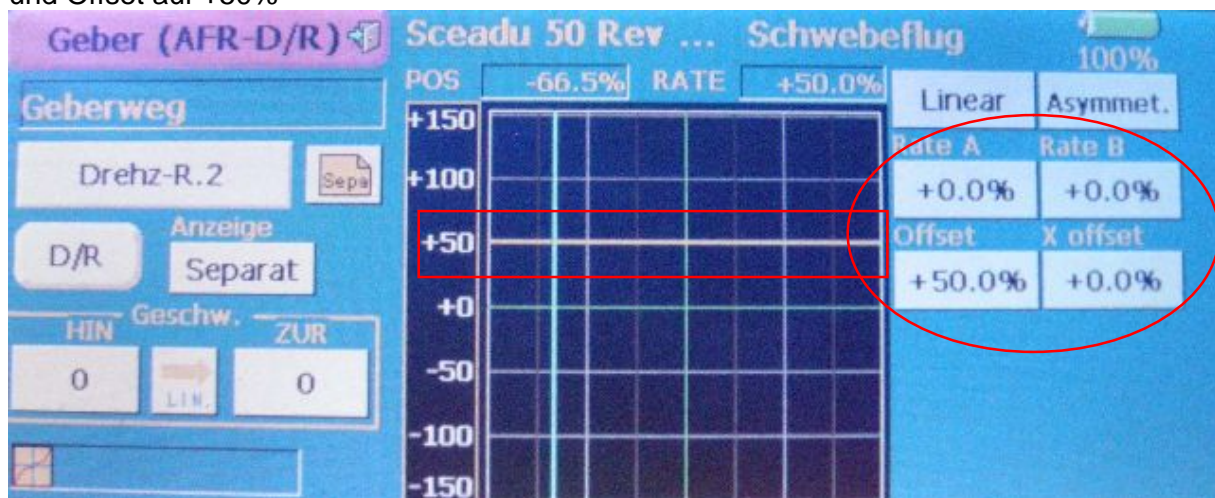 und Offset auf
Geber (AFR-D/R) Sceadu 50 Rev ... Schwebeflug
100%
POS -66.5% RATE +50.0%
Geberweg
Linear Asymmet.
+150
Rate A Rate B
Drehz-R.2 Sepa
+100
+0.0% +0.0%
Anzeige
+50
Offset X offset
D/R Separat
+50.0% +0.0%
+0
Geschw.
HIN ZUR
-50
0 LIN. 0
-100
-150